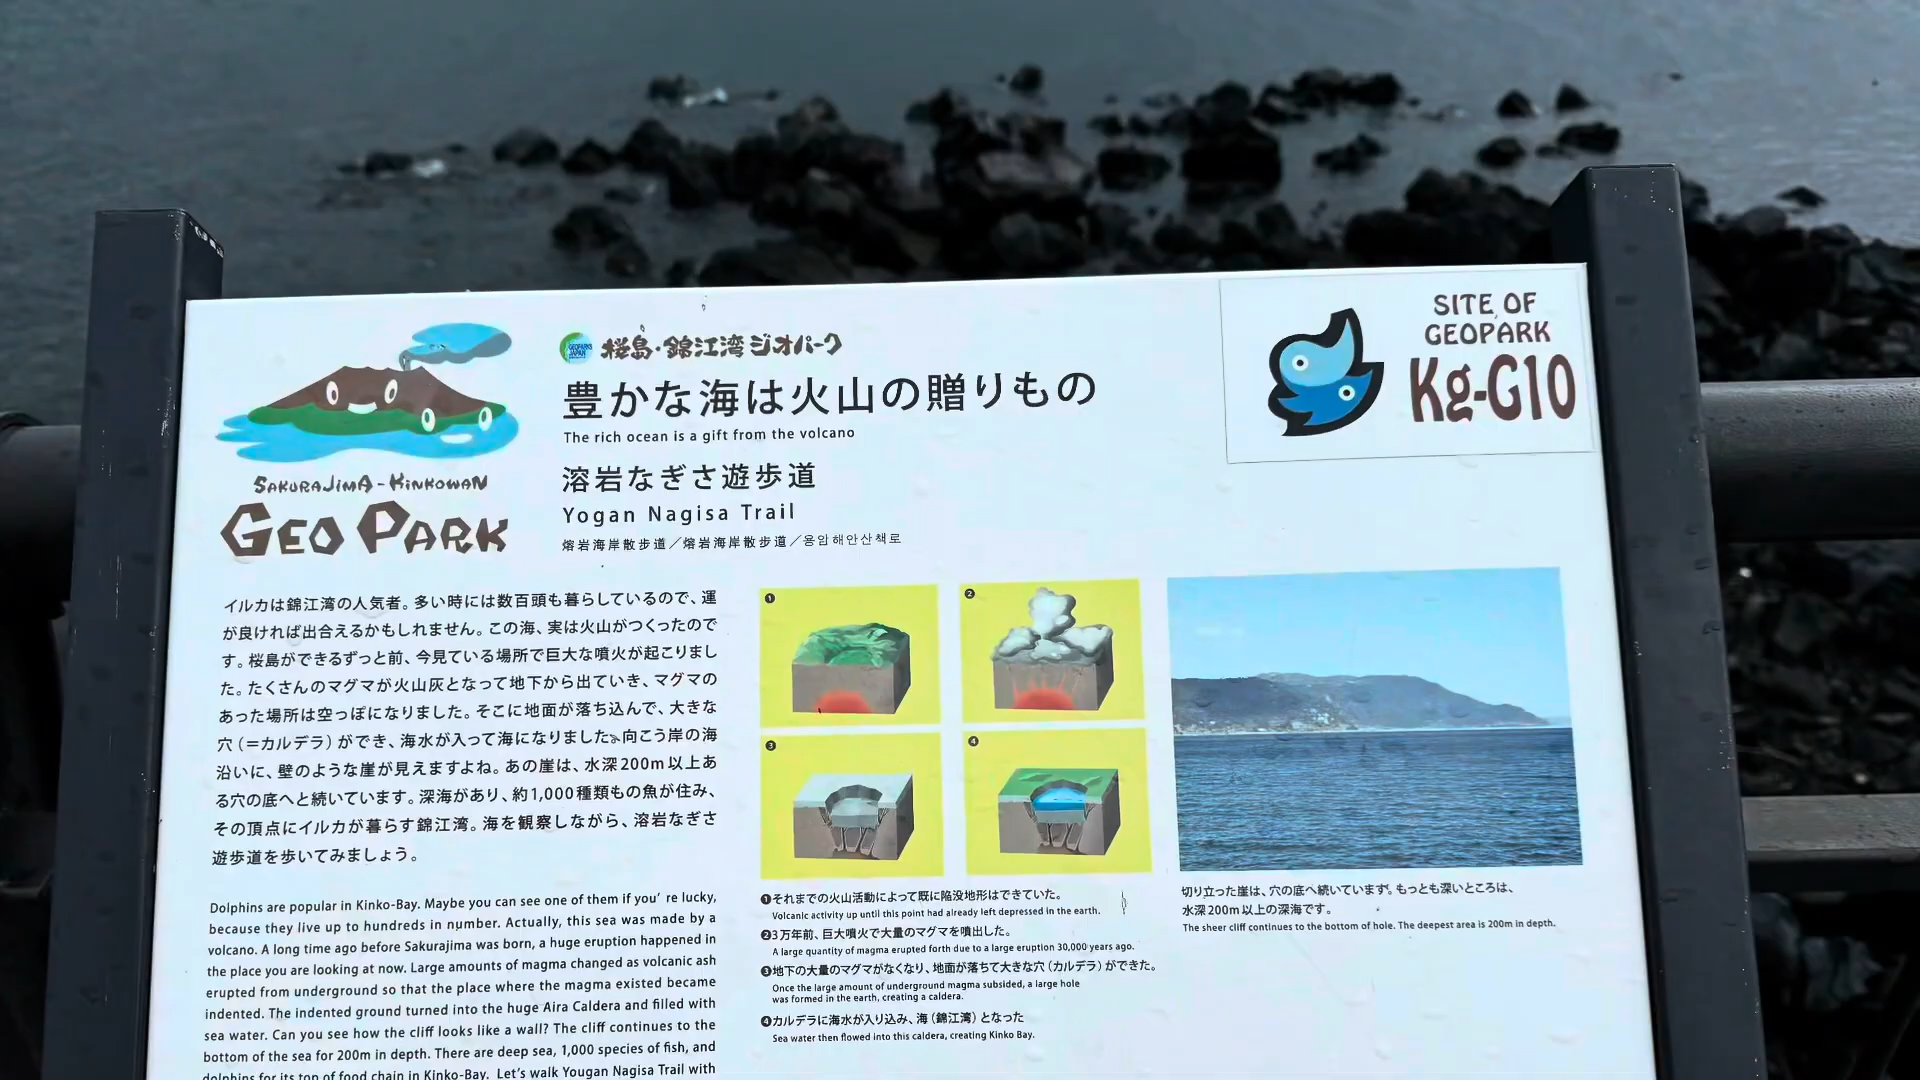 SAKURAJIMA-KINKOWAN
GEO PARK
桜島・錦江湾ジオパーク
豊かな海は火山の贈りもの
The rich ocean is a gift from the volcano
溶岩なぎさ遊歩道
Yogan Nagisa Trail
熔岩海岸散步道／熔岩海岸散步道／용암해안산책로
SITE OF
GEOPARK
Kg-G10
イルカは錦江湾の人気者。多い時には数百頭も暮らしているので、運
が良ければ出合えるかもしれません。この海、実は火山がつくったので
す。桜島ができるずっと前、今見ている場所で巨大な噴火が起こりまし
た。たくさんのマグマが火山灰となって地下から出ていき、マグマの
あった場所は空っぽになりました。そこに地面が落ち込んで、大きな
穴（＝カルデラ）ができ、海水が入って海になりました。向こう岸の海
沿いに、壁のような崖が見えますよね。あの崖は、水深200m以上あ
る穴の底へと続いています。深海があり、約1,000種類もの魚が住み、
その頂点にイルカが暮らす錦江湾。海を観察しながら、溶岩なぎさ
遊歩道を歩いてみましょう。
Dolphins are popular in Kinko-Bay. Maybe you can see one of them if you’re lucky,
because they live up to hundreds in number. Actually, this sea was made by a
volcano. A long time ago before Sakurajima was born, a huge eruption happened in
the place you are looking at now. Large amounts of magma changed as volcanic ash
erupted from underground so that the place where the magma existed became
indented. The indented ground turned into the huge Aira Caldera and filled with
sea water. Can you see how the cliff looks like a wall? The cliff continues to the
bottom of the sea for 200m in depth. There are deep sea, 1,000 species of fish, and
dolphins for its top of food chain in Kinko-Bay. Let’s walk Yougan Nagisa Trail with
❶
❷
❸
❹
❶それまでの火山活動によって既に陥没地形はできていた。
Volcanic activity up until this point had already left depressed in the earth.
❷3万年前、巨大噴火で大量のマグマを噴出した。
A large quantity of magma erupted forth due to a large eruption 30,000 years ago.
❸地下の大量のマグマがなくなり、地面が落ちて大きな穴（カルデラ）ができた。
Once the large amount of underground magma subsided, a large hole
was formed in the earth, creating a caldera.
❹カルデラに海水が入り込み、海（錦江湾）となった
Sea water then flowed into this caldera, creating Kinko Bay.
切り立った崖は、穴の底へ続いています。もっとも深いところは、
水深200m以上の深海です。
The sheer cliff continues to the bottom of hole. The deepest area is 200m in depth.